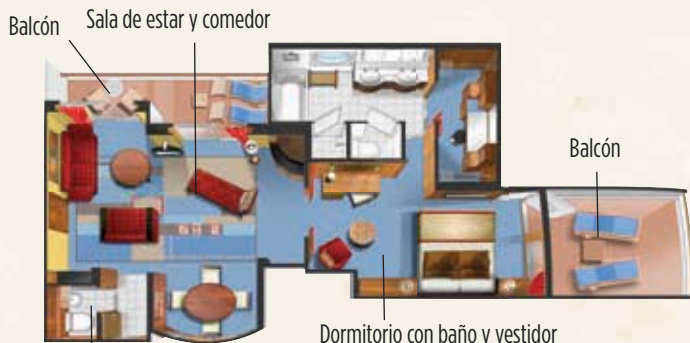 Balcón
Sala de estar y comedor
Balcón
Dormitorio con baño y vestidor